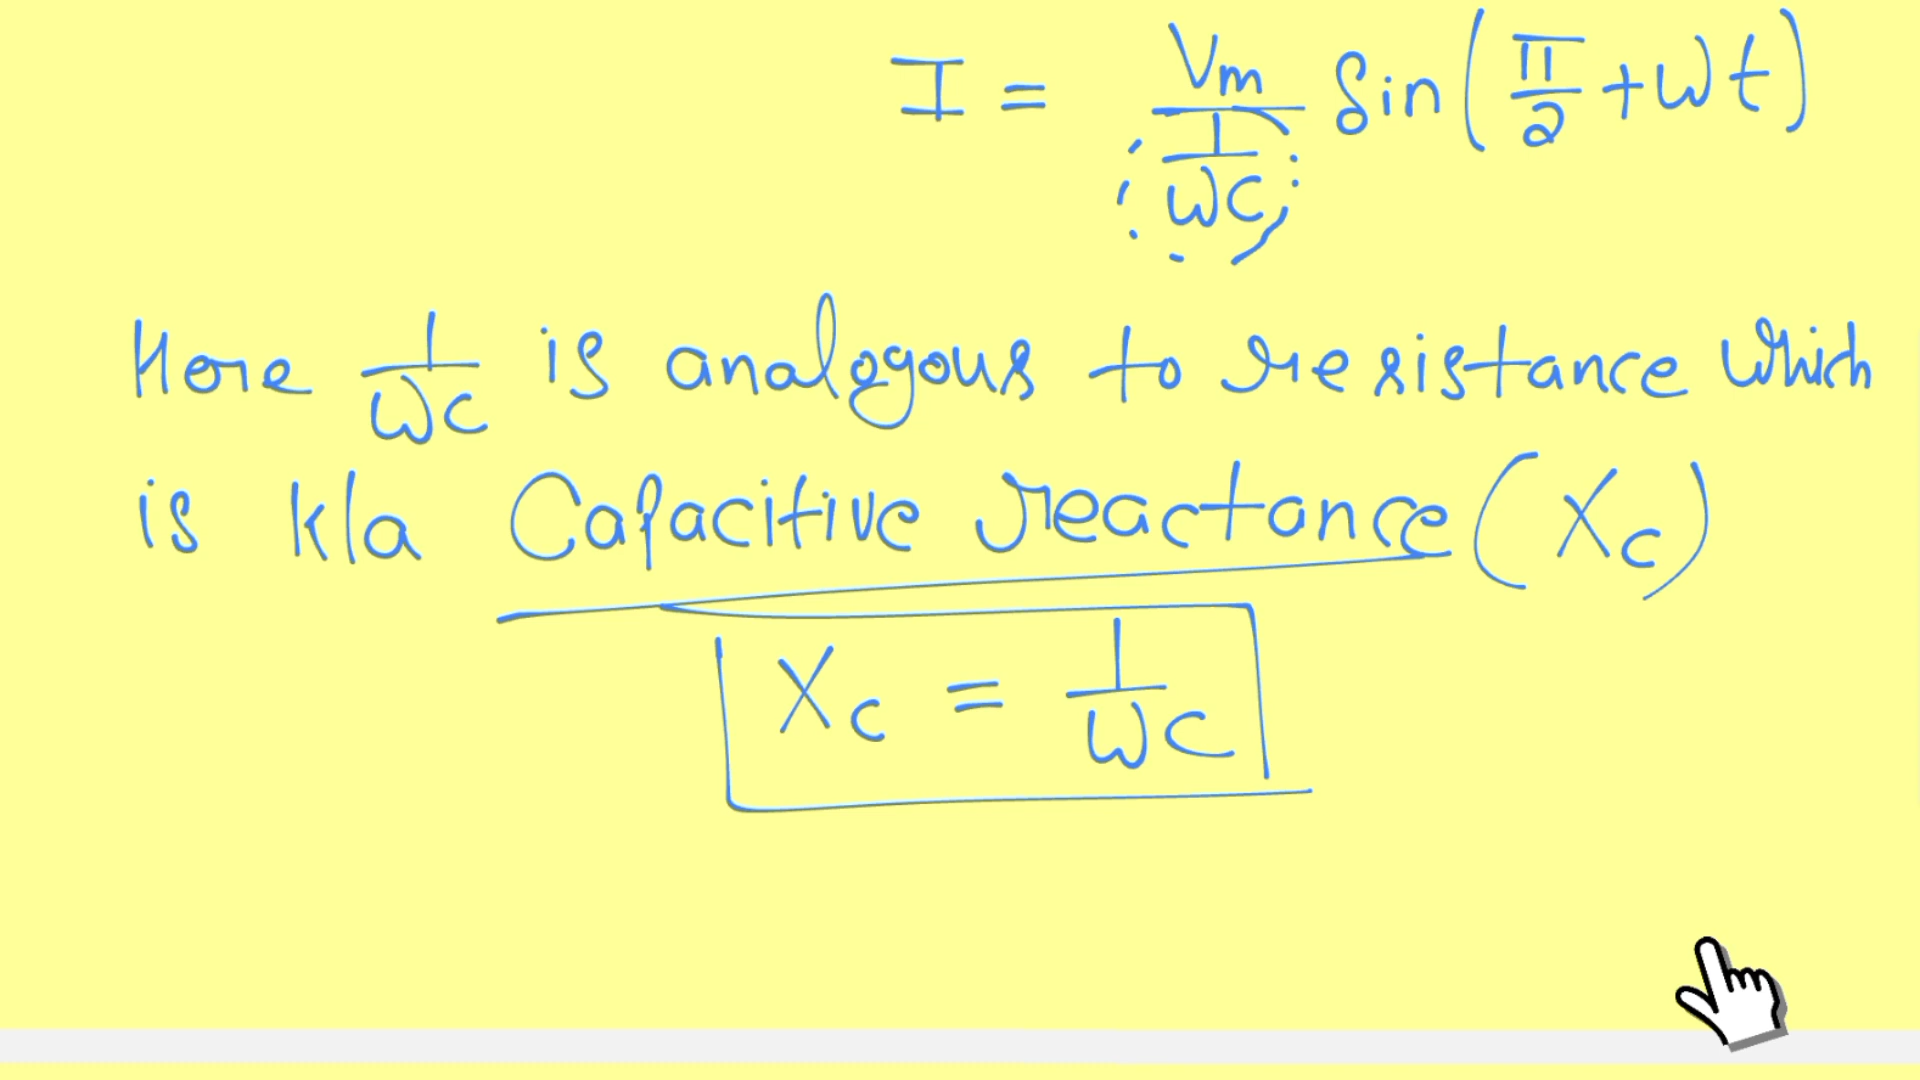 I = Vm / (1/ωC) Sin(π/2 + ωt)
Here 1/ωC is analogous to resistance which
is k/a Capacitive reactance (Xc)
Xc = 1/ωC